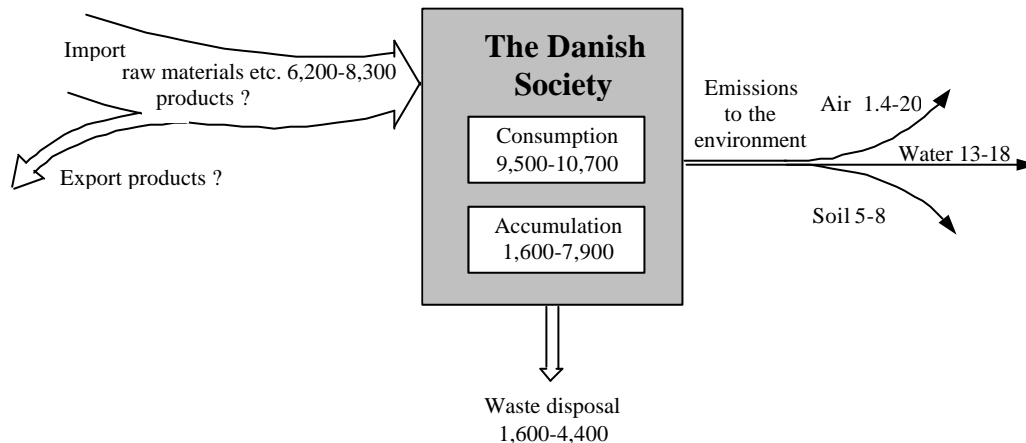 Import
raw materials etc. 6,200-8,300
products ?
Export products ?
The Danish
Society
Consumption
9,500-10,700
Accumulation
1,600-7,900
Emissions
to the
environment
Air 1.4-20
Water 13-18
Soil 5-8
Waste disposal
1,600-4,400